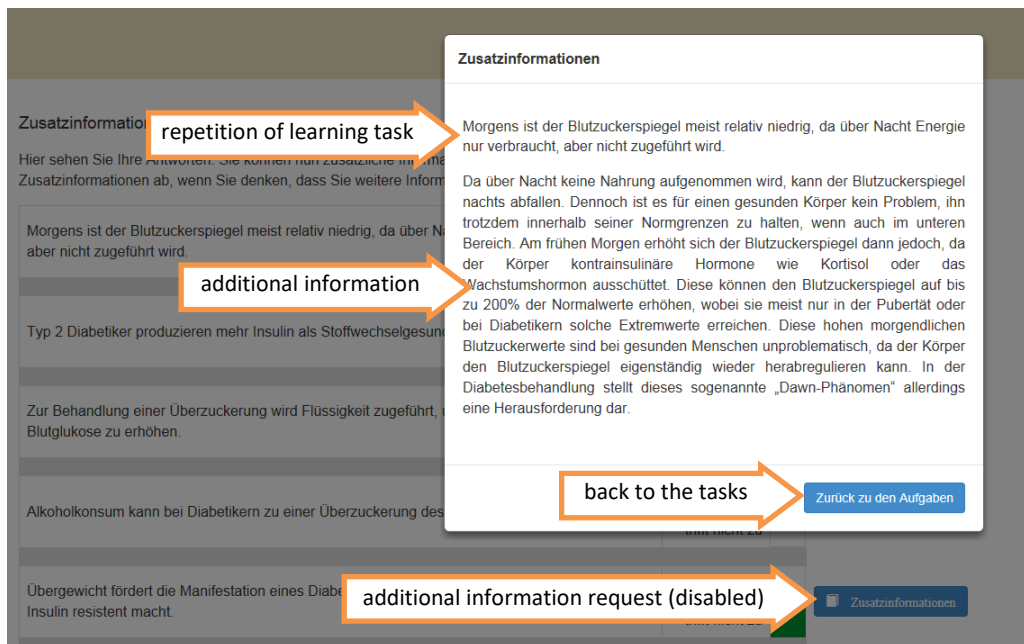 Zusatzinformationen
Morgens ist der Blutzuckerspiegel meist relativ niedrig, da über Nacht Energie
nur verbraucht, aber nicht zugeführt wird.
Da über Nacht keine Nahrung aufgenommen wird, kann der Blutzuckerspiegel
nachts abfallen. Dennoch ist es für einen gesunden Körper kein Problem, ihn
trotzdem innerhalb seiner Normgrenzen zu halten, wenn auch im unteren
Bereich. Am frühen Morgen erhöht sich der Blutzuckerspiegel dann jedoch, da
der Körper kontrainsulinäre Hormone wie Kortisol oder das
Wachstumshormon ausschüttet. Diese können den Blutzuckerspiegel auf bis
zu 200% der Normalwerte erhöhen, wobei sie meist nur in der Pubertät oder
bei Diabetikern solche Extremwerte erreichen. Diese hohen morgendlichen
Blutzuckerwerte sind bei gesunden Menschen unproblematisch, da der Körper
den Blutzuckerspiegel eigenständig wieder herabregulieren kann. In der
Diabetesbehandlung stellt dieses sogenannte „Dawn-Phänomen“ allerdings
eine Herausforderung dar.
Zurück zu den Aufgaben
repetition of learning task
additional information
back to the tasks
additional information request (disabled)
Hier sehen Sie Ihre Antworten. Sie können nun zusätzliche
Zusatzinformationen ab, wenn Sie denken, dass Sie weitere
Morgens ist der Blutzuckerspiegel meist relativ niedrig, da über
aber nicht zugeführt wird.
Typ 2 Diabetiker produzieren mehr Insulin als
Zur Behandlung einer Überzuckerung wird Flüssigkeit zugeführt,
Blutglukose zu erhöhen.
Alkoholkonsum kann bei Diabetikern zu einer Überzuckerung des
trifft nicht zu
Übergewicht fördert die Manifestation eines
Insulin resistent macht.
trifft nicht zu
Zusatzinformationen